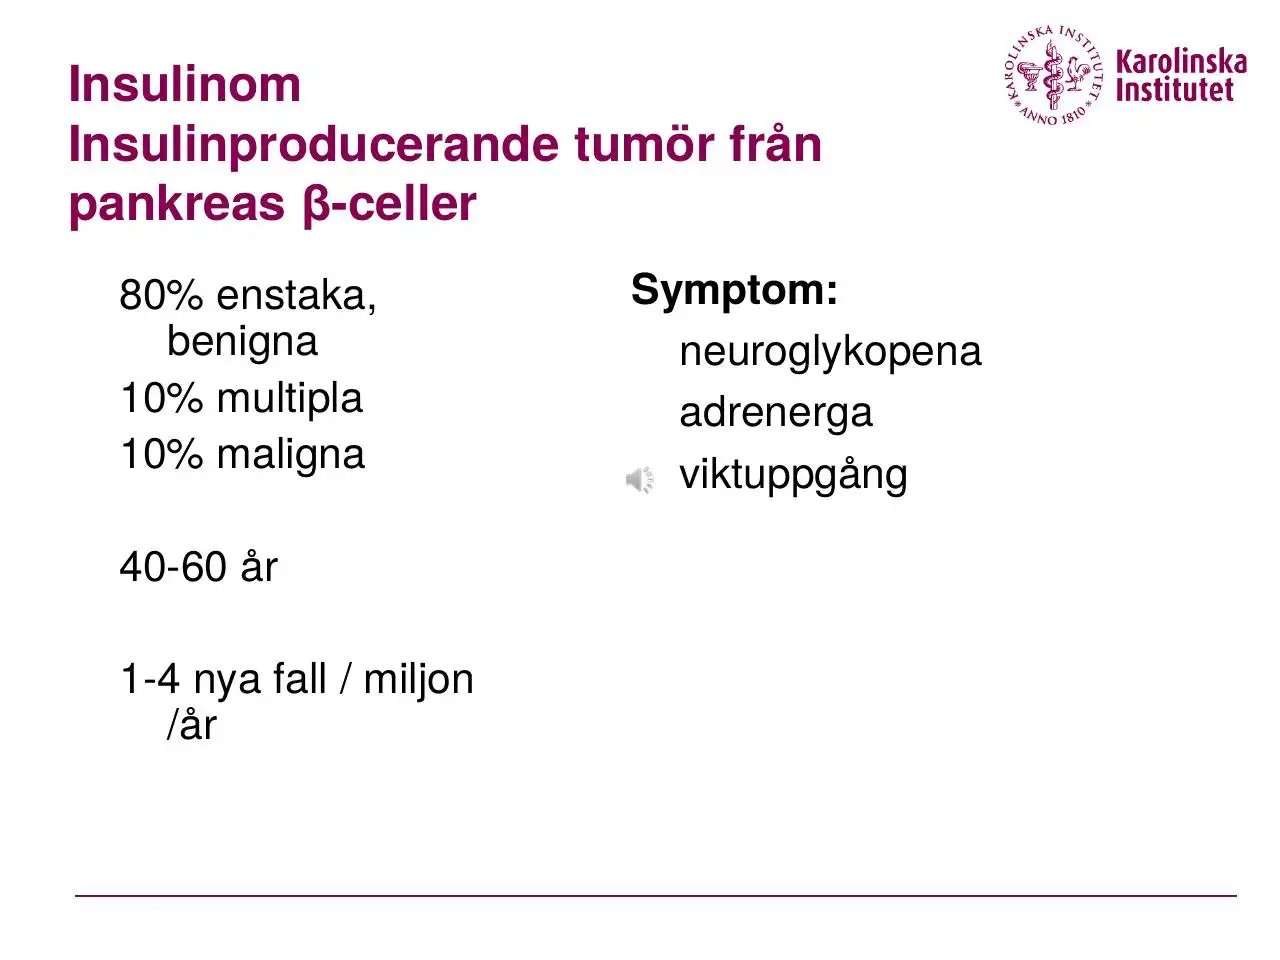 Insulinom
Insulinproducerande tumör från
pankreas β-celler
KAROLINSKA INSTITUTET
ANNO 1810
Karolinska
Institutet
80% enstaka,
benigna
10% multipla
10% maligna
40-60 år
1-4 nya fall / miljon
/år
Symptom:
neuroglykopena
adrenerga
viktuppgång